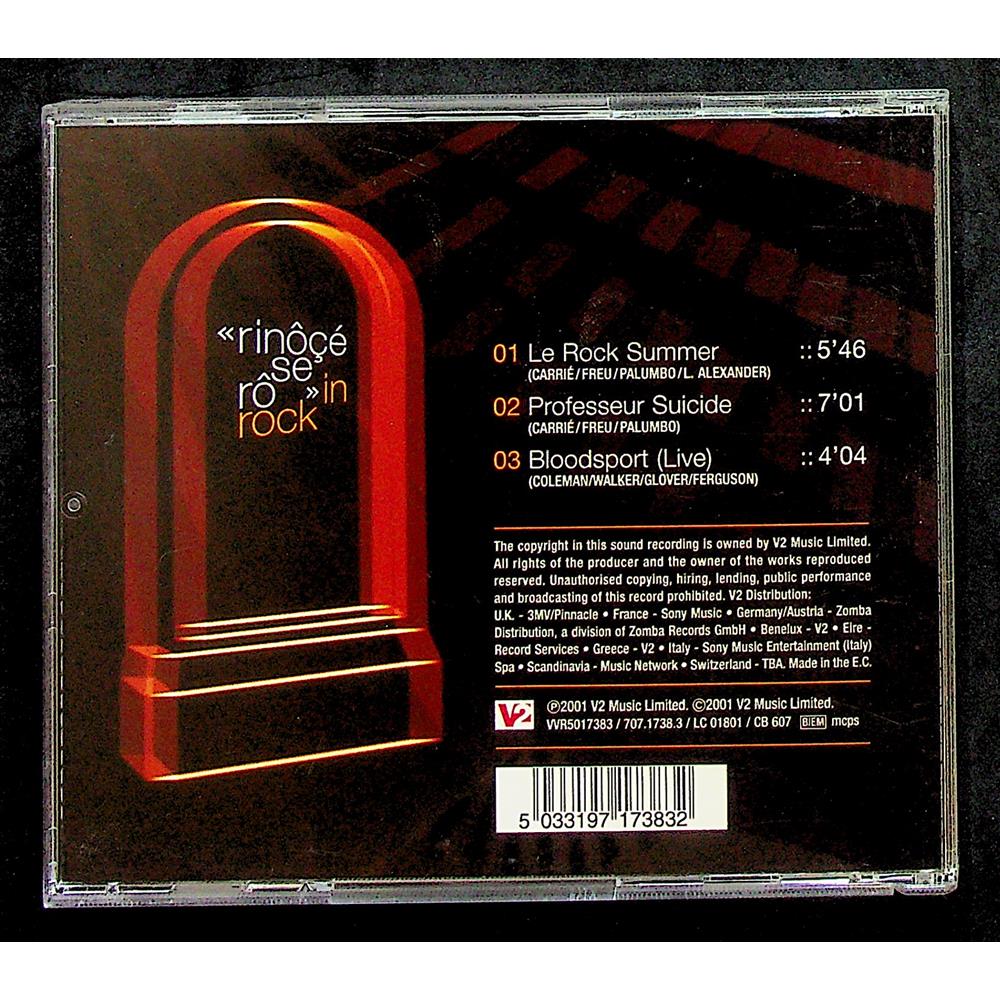 «rinôçé
se
rô »in
rock
01 Le Rock Summer ::5'46
(CARRIÉ/FREU/PALUMBO/L. ALEXANDER)
02 Professeur Suicide ::7'01
(CARRIÉ/FREU/PALUMBO)
03 Bloodsport (Live) ::4'04
(COLEMAN/WALKER/GLOVER/FERGUSON)
The copyright in this sound recording is owned by V2 Music Limited.
All rights of the producer and the owner of the works reproduced
reserved. Unauthorised copying, hiring, lending, public performance
and broadcasting of this record prohibited. V2 Distribution:
U.K. - 3MV/Pinnacle • France - Sony Music • Germany/Austria - Zomba
Distribution, a division of Zomba Records GmbH • Benelux - V2 • Eire -
Record Services • Greece - V2 • Italy - Sony Music Entertainment (Italy)
Spa • Scandinavia - Music Network • Switzerland - TBA. Made in the E.C.
V2 ℗2001 V2 Music Limited. ©2001 V2 Music Limited.
VVR5017383 / 707.1738.3 / LC 01801 / CB 607 BIEM mcps
5 033197 173832